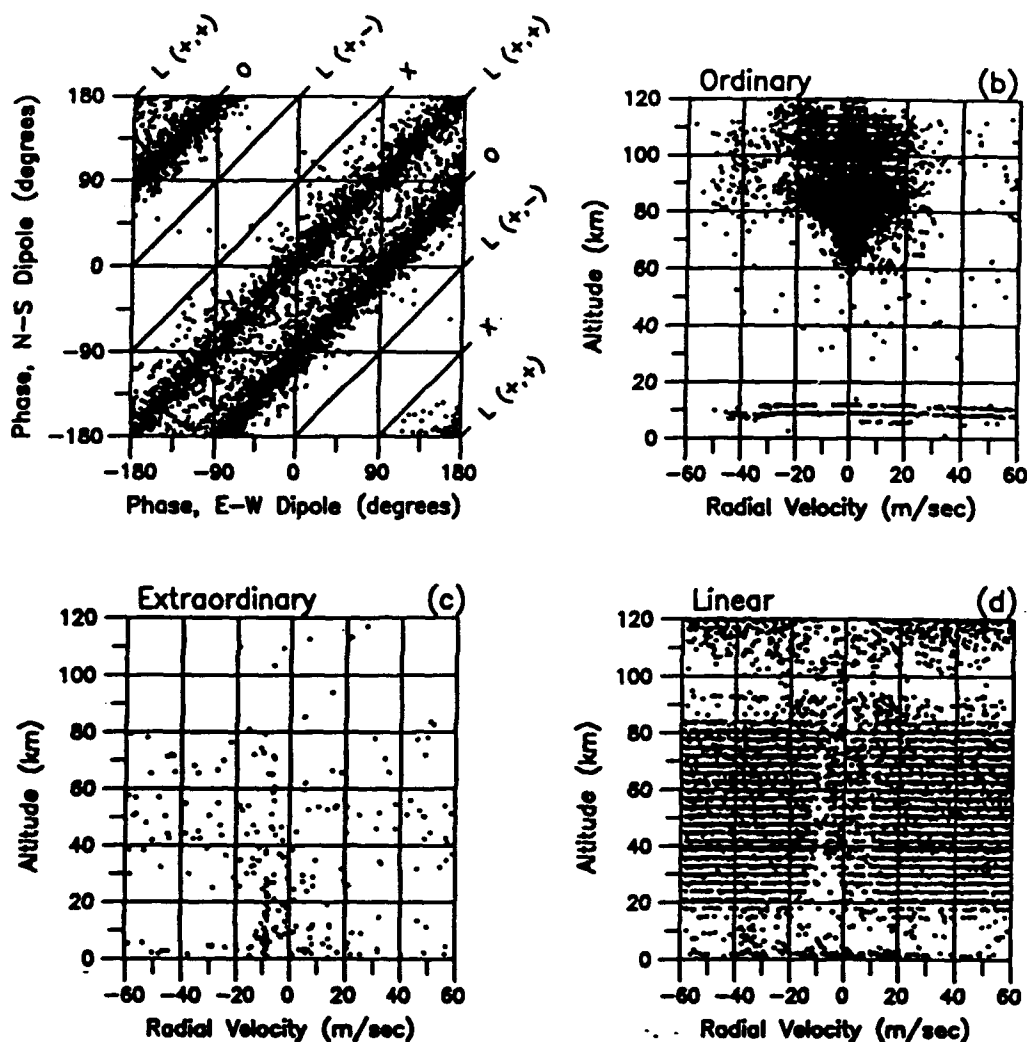 L (x,x)
O
L (x,-)
X
L (x,x)
O
L (x,-)
X
L (x,x)
Phase, N-S Dipole (degrees)
180
90
0
-90
-180
-180
-90
0
90
180
Phase, E-W Dipole (degrees)
Ordinary
(b)
Altitude (km)
120
100
80
60
40
20
0
-60
-40
-20
0
20
40
60
Radial Velocity (m/sec)
Extraordinary
(c)
Altitude (km)
120
100
80
60
40
20
0
-60
-40
-20
0
20
40
60
Radial Velocity (m/sec)
Linear
(d)
Altitude (km)
120
100
80
60
40
20
0
-60
-40
-20
0
20
40
60
Radial Velocity (m/sec)